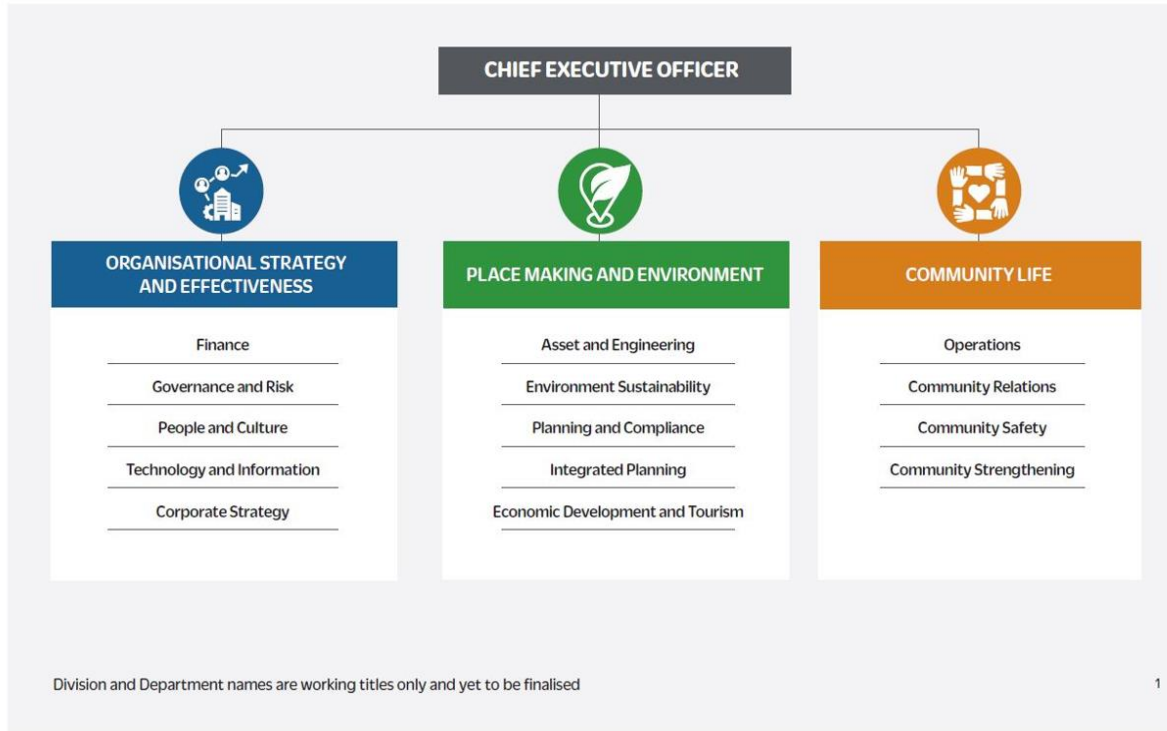 CHIEF EXECUTIVE OFFICER
ORGANISATIONAL STRATEGY
AND EFFECTIVENESS
Finance
Governance and Risk
People and Culture
Technology and Information
Corporate Strategy
PLACE MAKING AND ENVIRONMENT
Asset and Engineering
Environment Sustainability
Planning and Compliance
Integrated Planning
Economic Development and Tourism
COMMUNITY LIFE
Operations
Community Relations
Community Safety
Community Strengthening
Division and Department names are working titles only and yet to be finalised
1